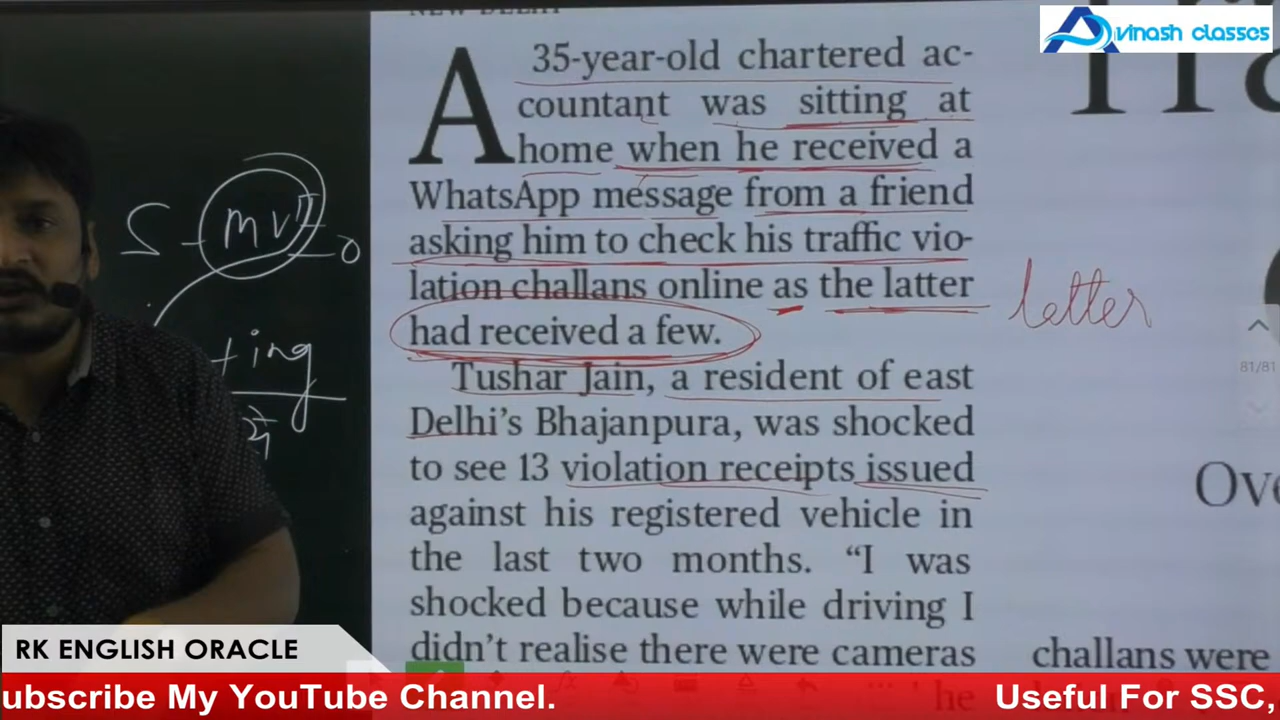 Avinash classes
A 35-year-old chartered ac-
countant was sitting at
home when he received a
WhatsApp message from a friend
asking him to check his traffic vio-
lation challans online as the latter
had received a few.
Tushar Jain, a resident of east
Delhi's Bhajanpura, was shocked
to see 13 violation receipts issued
against his registered vehicle in
the last two months. "I was
shocked because while driving I
didn't realise there were cameras
he
letter
81/81
Ove
challans were
S - mv - o
+ ing
RK ENGLISH ORACLE
ubscribe My YouTube Channel.
Useful For SSC,